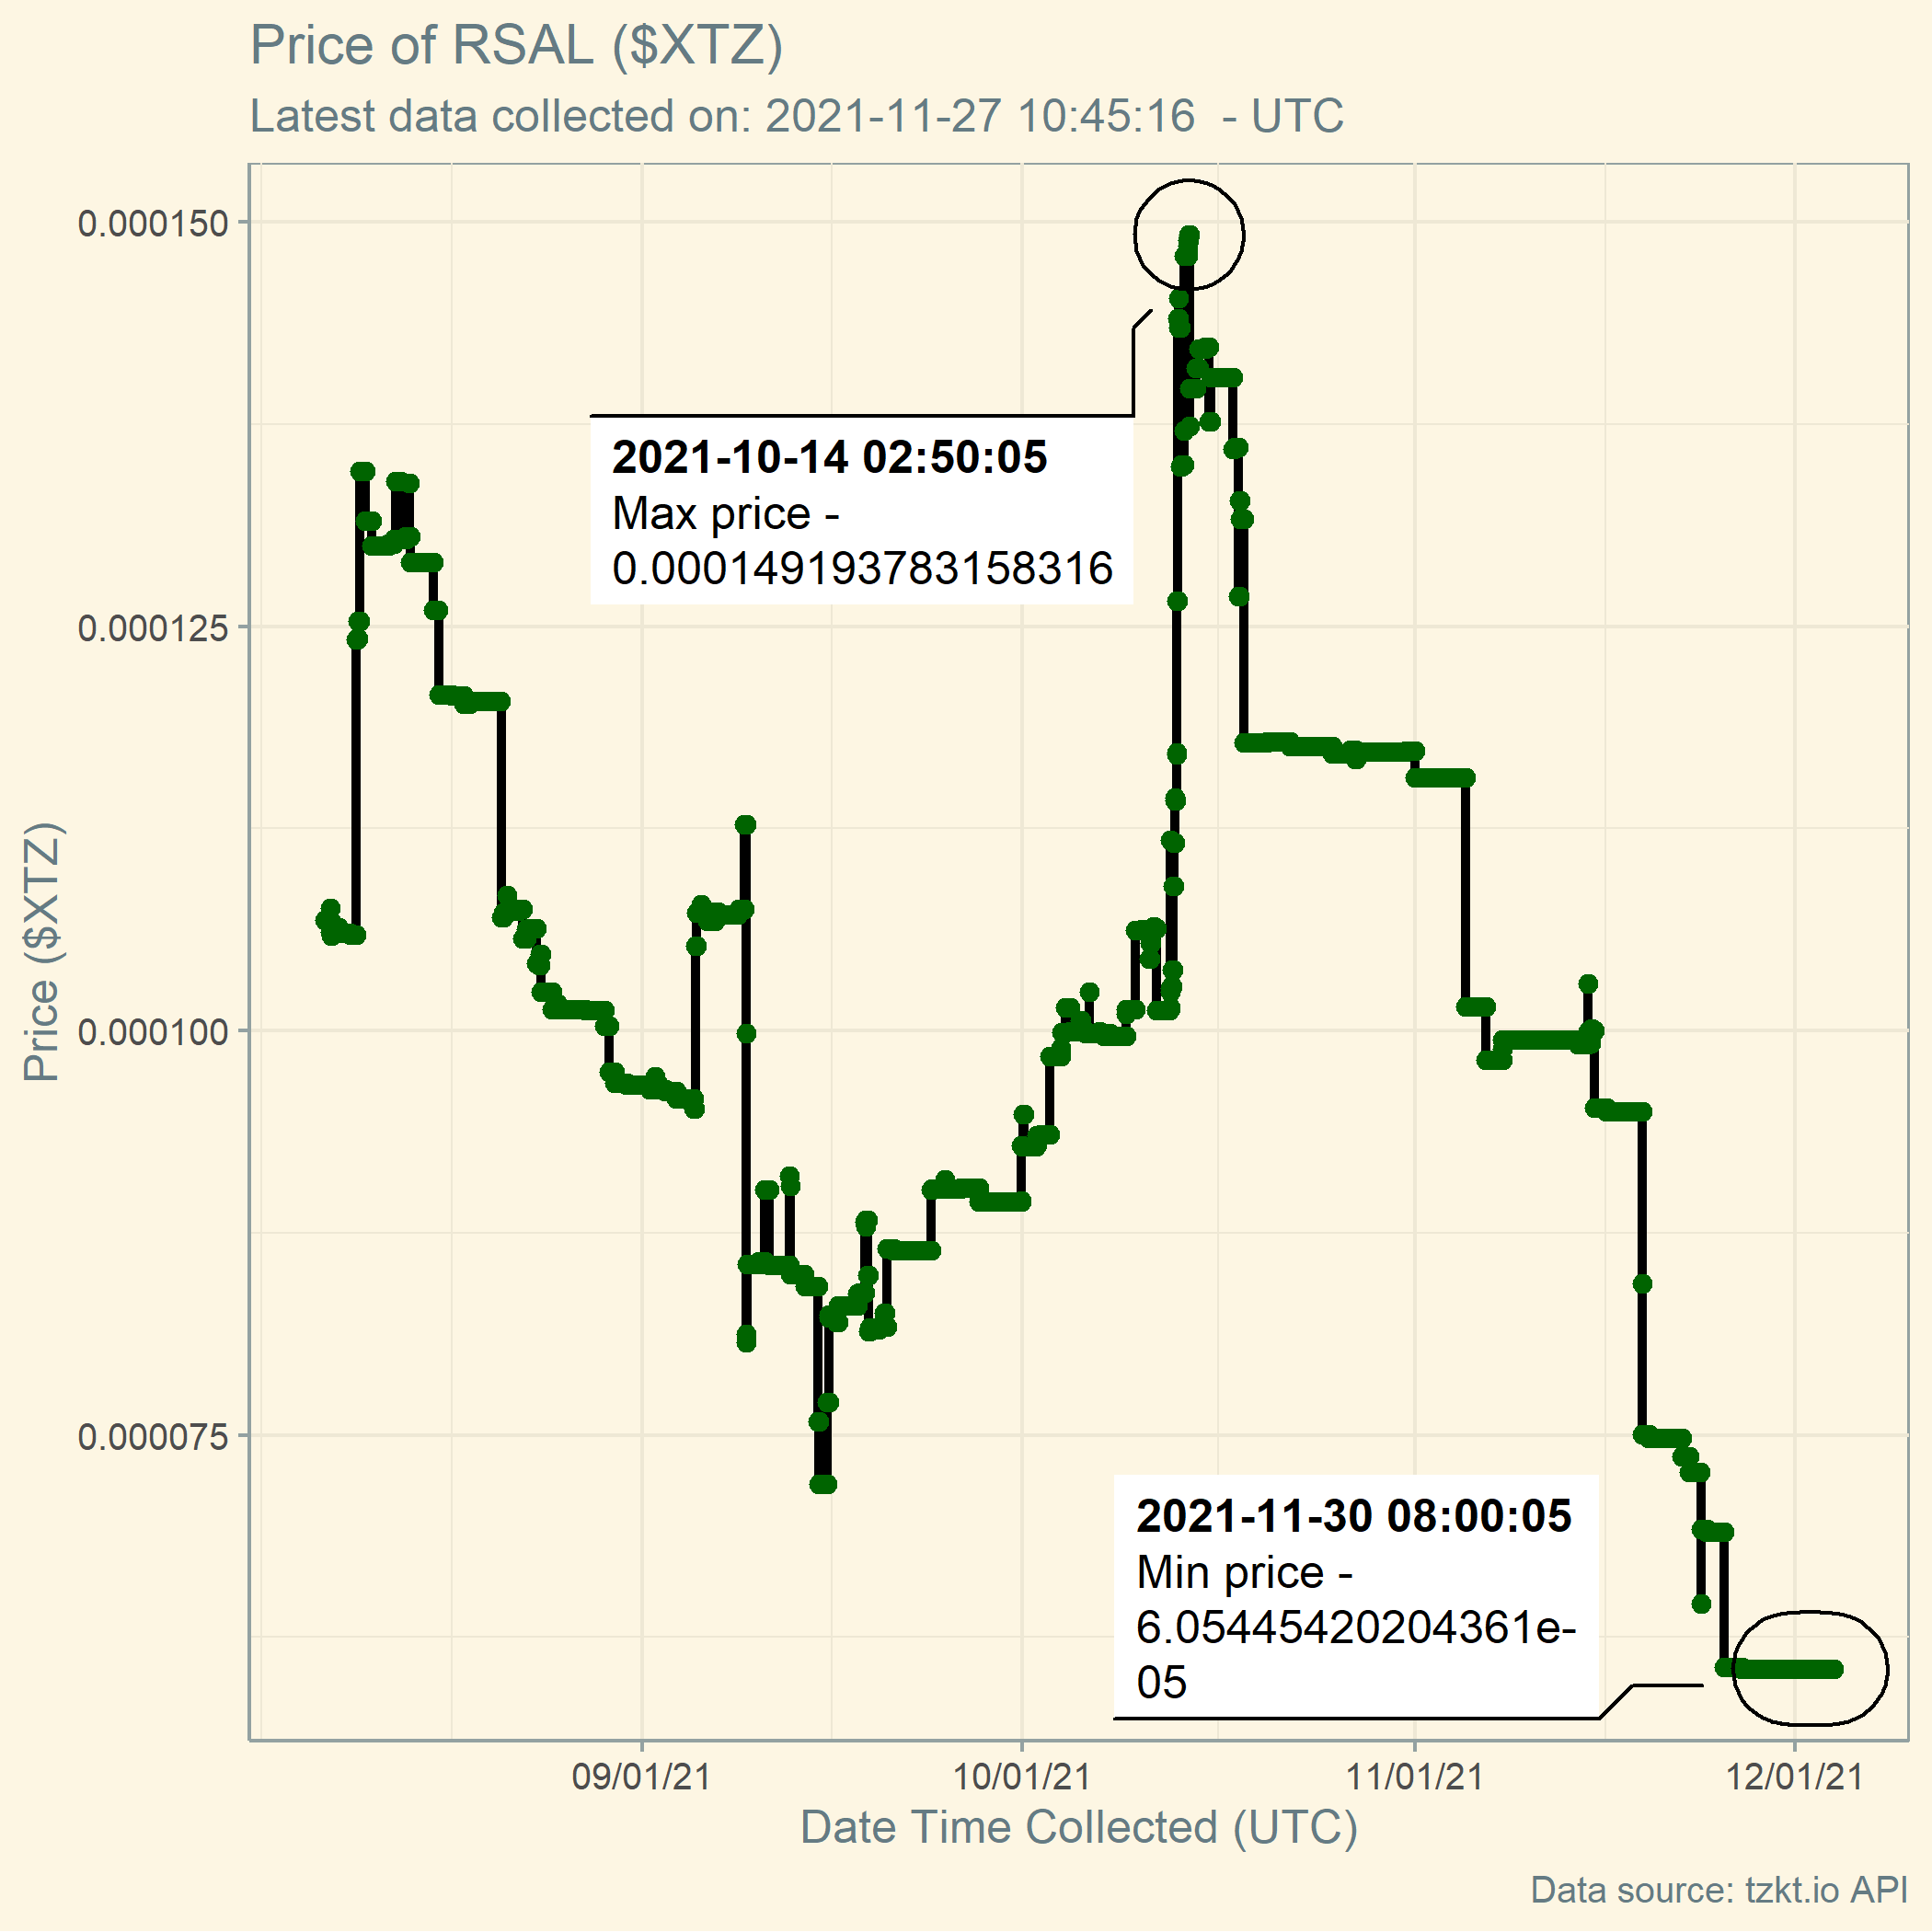 Price of RSAL ($XTZ)
Latest data collected on: 2021-11-27 10:45:16  - UTC
0.000150
0.000125
0.000100
0.000075
Price ($XTZ)
2021-10-14 02:50:05
Max price -
0.000149193783158316
2021-11-30 08:00:05
Min price -
6.05445420204361e-
05
09/01/21
10/01/21
11/01/21
12/01/21
Date Time Collected (UTC)
Data source: tzkt.io API